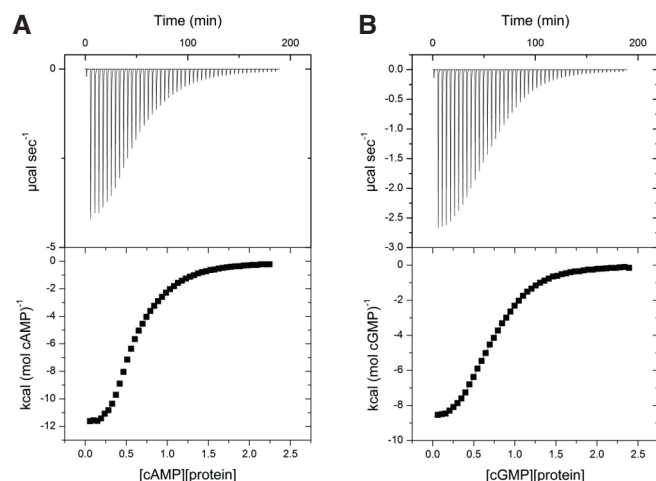 A
Time (min)
0 100 200
0
-5
μcal sec⁻¹
0
-2
-4
-6
-8
-10
-12
kcal (mol cAMP)⁻¹
0.0 0.5 1.0 1.5 2.0 2.5
[cAMP][protein]
B
Time (min)
0 100 200
0.0
-0.5
-1.0
-1.5
-2.0
-2.5
-3.0
μcal sec⁻¹
0
-2
-4
-6
-8
-10
kcal (mol cGMP)⁻¹
0.0 0.5 1.0 1.5 2.0 2.5
[cGMP][protein]